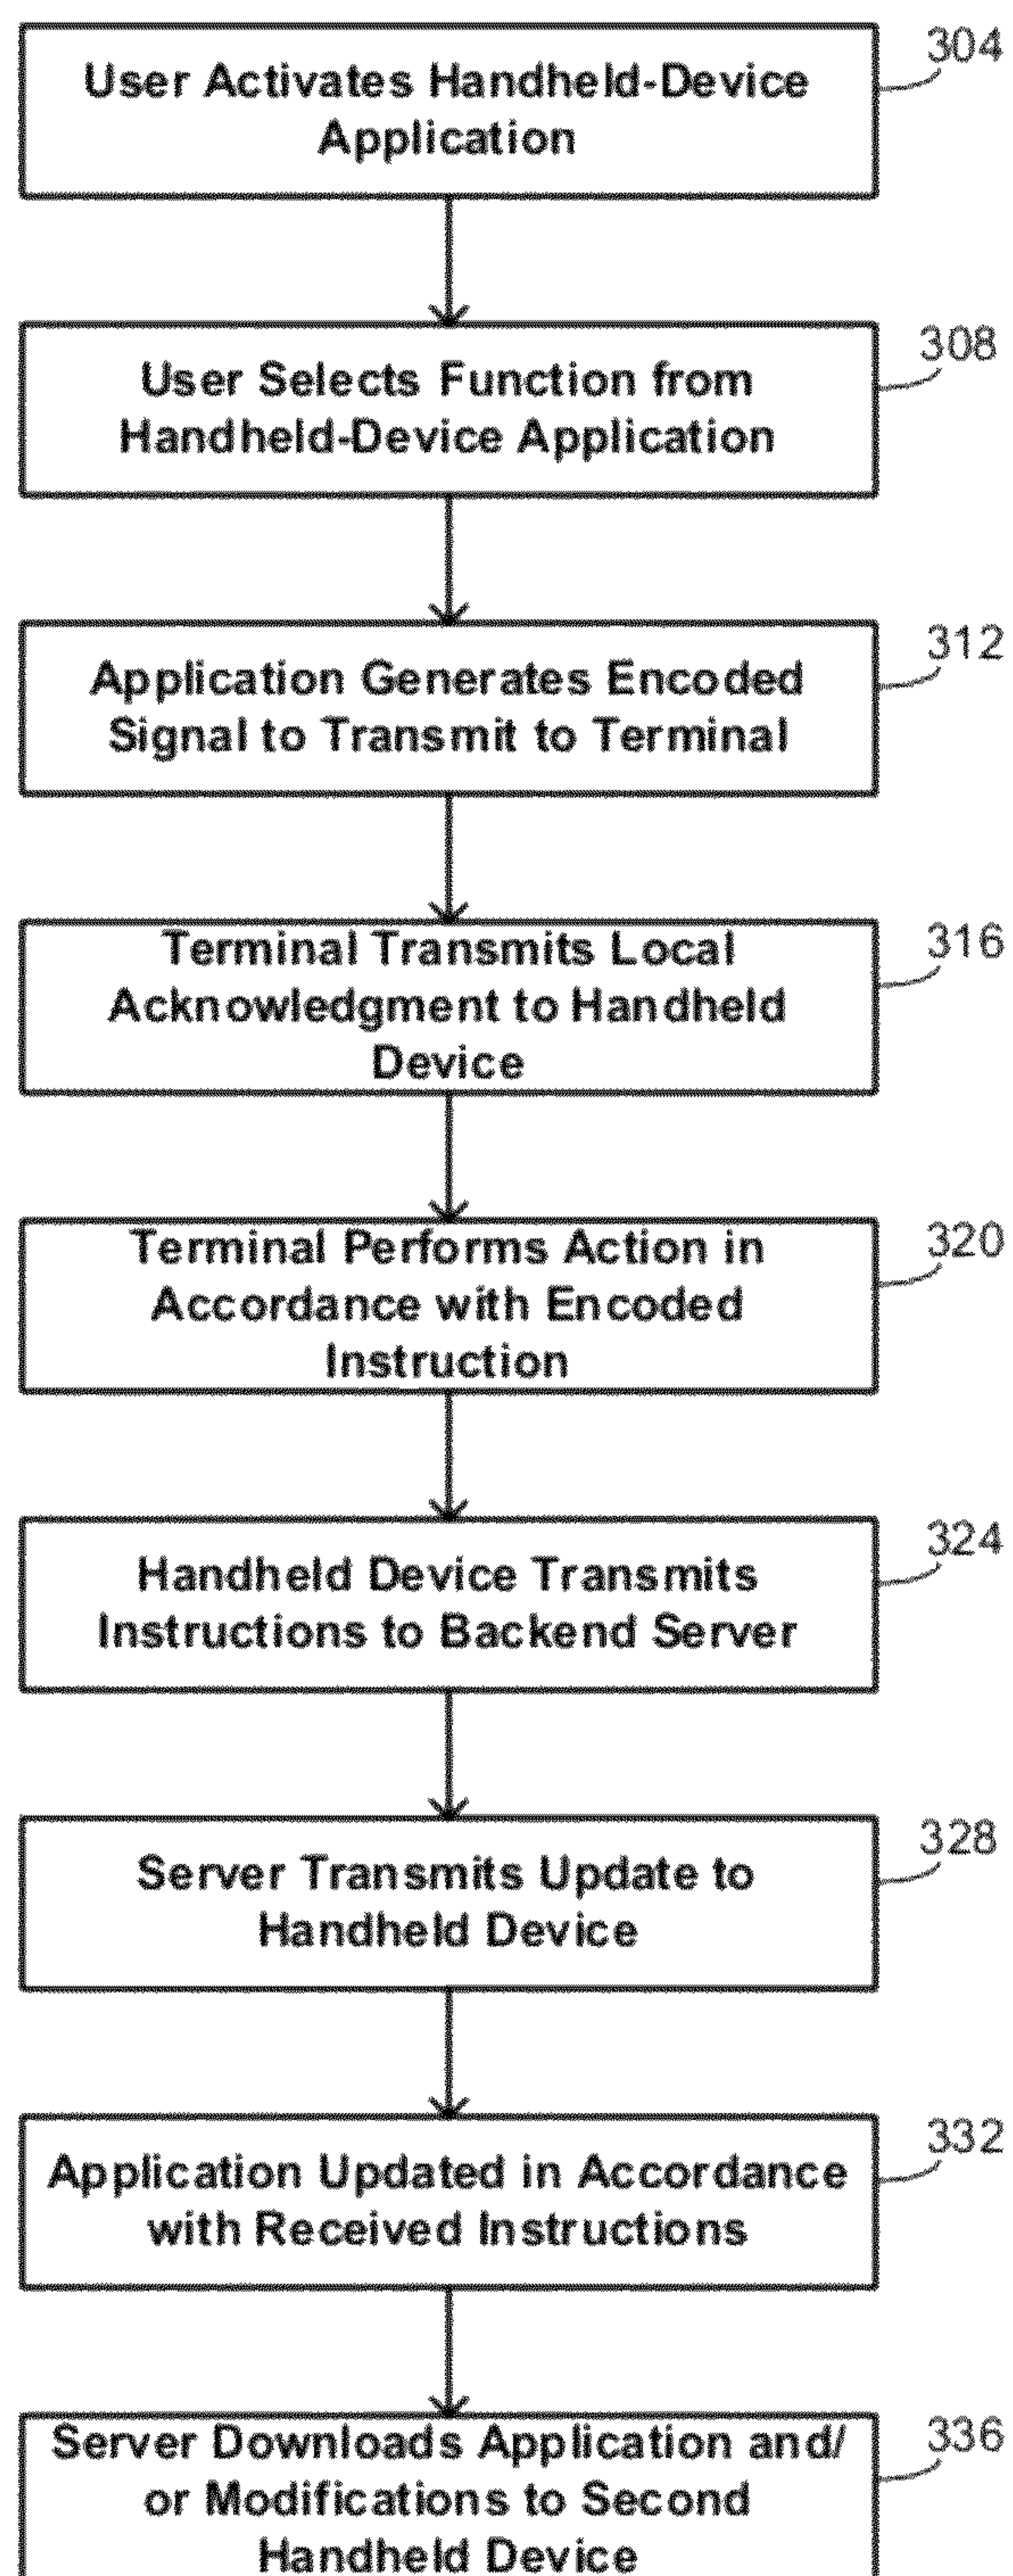 304
User Activates Handheld-Device
Application
308
User Selects Function from
Handheld-Device Application
312
Application Generates Encoded
Signal to Transmit to Terminal
316
Terminal Transmits Local
Acknowledgment to Handheld
Device
320
Terminal Performs Action in
Accordance with Encoded
Instruction
324
Handheld Device Transmits
Instructions to Backend Server
328
Server Transmits Update to
Handheld Device
332
Application Updated in Accordance
with Received Instructions
336
Server Downloads Application and/
or Modifications to Second
Handheld Device